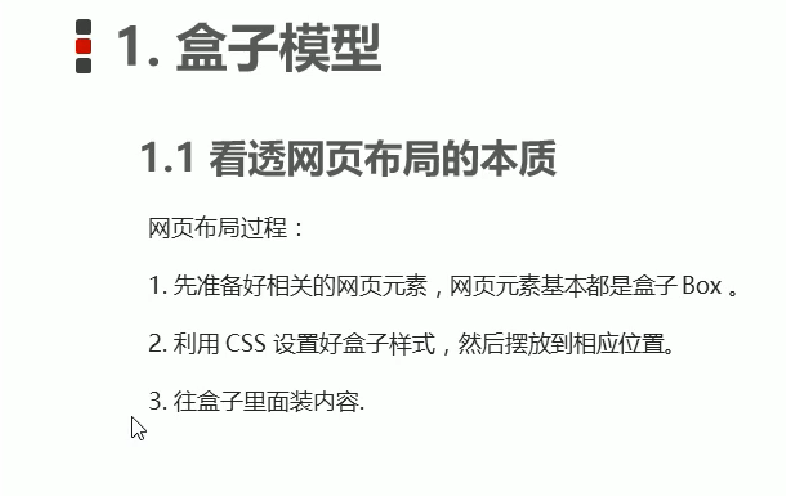 1. 盒子模型
1.1 看透网页布局的本质
网页布局过程：
1. 先准备好相关的网页元素，网页元素基本都是盒子 Box 。
2. 利用 CSS 设置好盒子样式，然后摆放到相应位置。
3. 往盒子里面装内容.